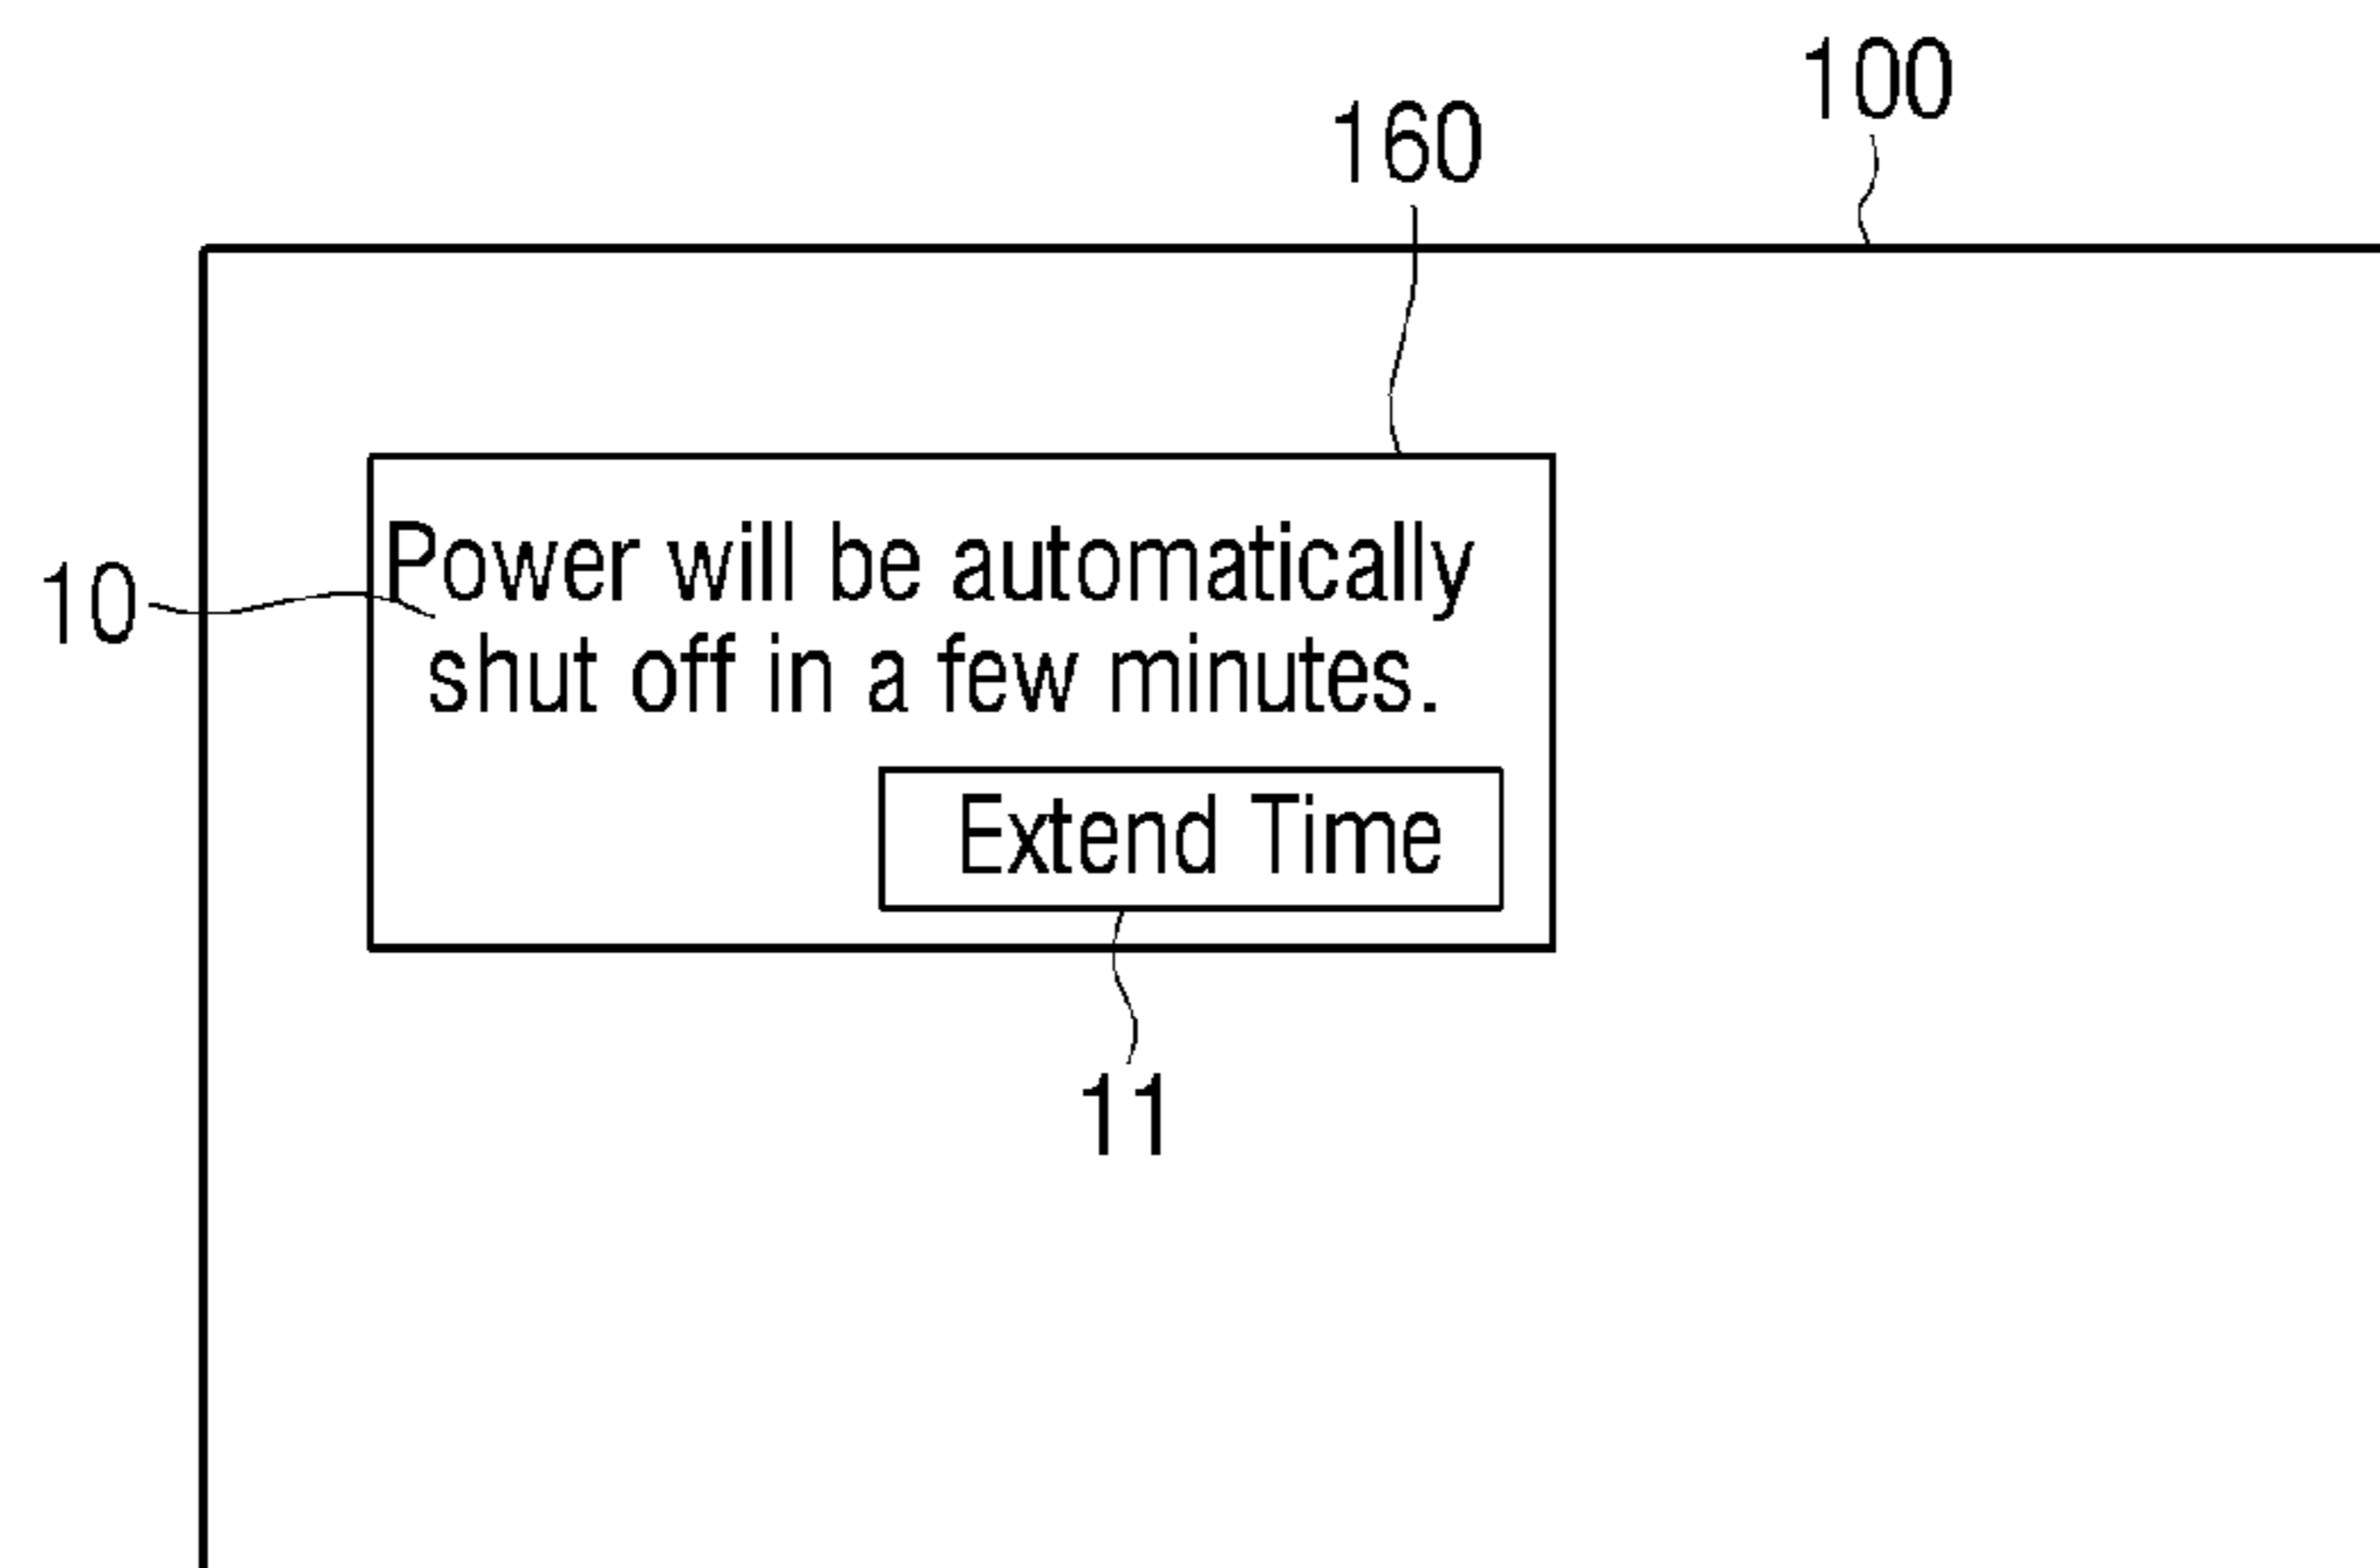 100
160
10
Power will be automatically
shut off in a few minutes.
Extend Time
11